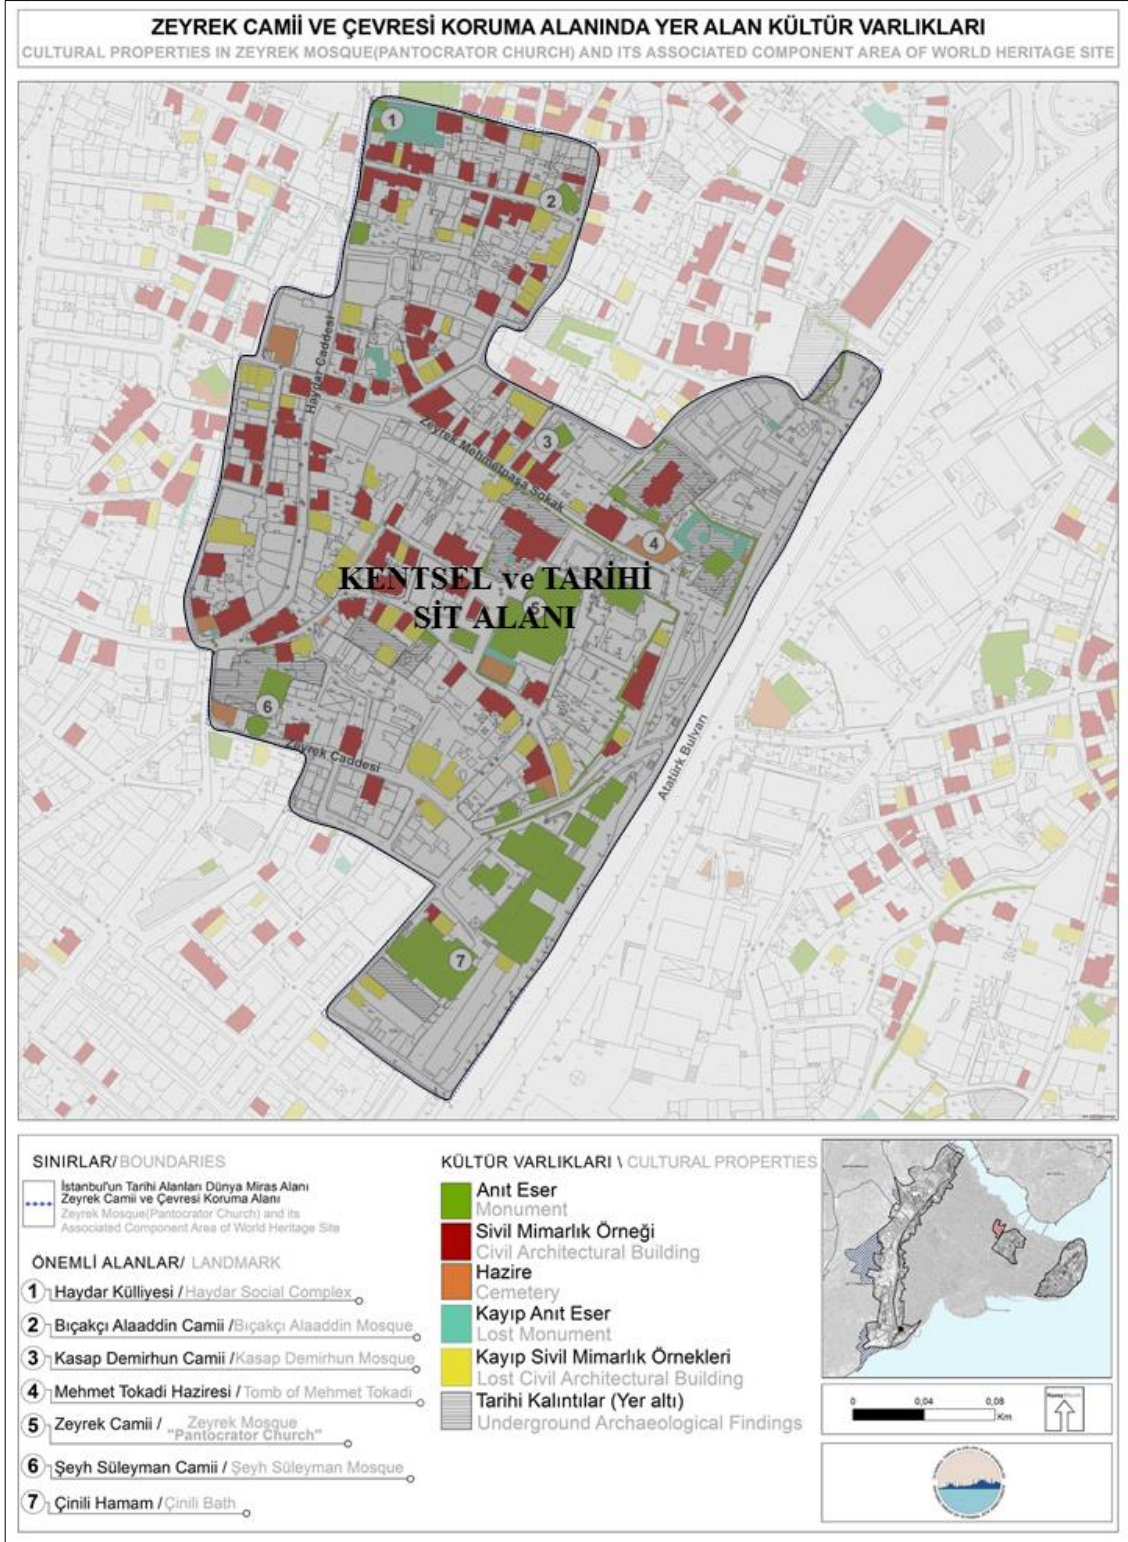 ZEYREK CAMİİ VE ÇEVRESİ KORUMA ALANINDA YER ALAN KÜLTÜR VARLIKLARI
CULTURAL PROPERTIES IN ZEYREK MOSQUE(PANTOCRATOR CHURCH) AND ITS ASSOCIATED COMPONENT AREA OF WORLD HERITAGE SITE
1
2
Haydar Caddesi
3
Zeyrek Mehmetpaşa Sokak
4
KENTSEL ve TARİHİ
SİT ALANI
5
6
Zeyrek Caddesi
Atatürk Bulvarı
7
SINIRLAR/ BOUNDARIES
İstanbul'un Tarihi Alanları Dünya Miras Alanı
Zeyrek Camii ve Çevresi Koruma Alanı
Zeyrek Mosque(Pantocrator Church) and its
Associated Component Area of World Heritage Site
ÖNEMLİ ALANLAR/ LANDMARK
1 Haydar Külliyesi / Haydar Social Complex
2 Bıçakçı Alaaddin Camii /Bıçakçı Alaaddin Mosque
3 Kasap Demirhun Camii /Kasap Demirhun Mosque
4 Mehmet Tokadi Haziresi / Tomb of Mehmet Tokadi
5 Zeyrek Camii / Zeyrek Mosque
"Pantocrator Church"
6 Şeyh Süleyman Camii / Şeyh Süleyman Mosque
7 Çinili Hamam / Çinili Bath
KÜLTÜR VARLIKLARI \ CULTURAL PROPERTIES
Anıt Eser
Monument
Sivil Mimarlık Örneği
Civil Architectural Building
Hazire
Cemetery
Kayıp Anıt Eser
Lost Monument
Kayıp Sivil Mimarlık Örnekleri
Lost Civil Architectural Building
Tarihi Kalıntılar (Yer altı)
Underground Archaeological Findings
0 0,04 0,08
Km